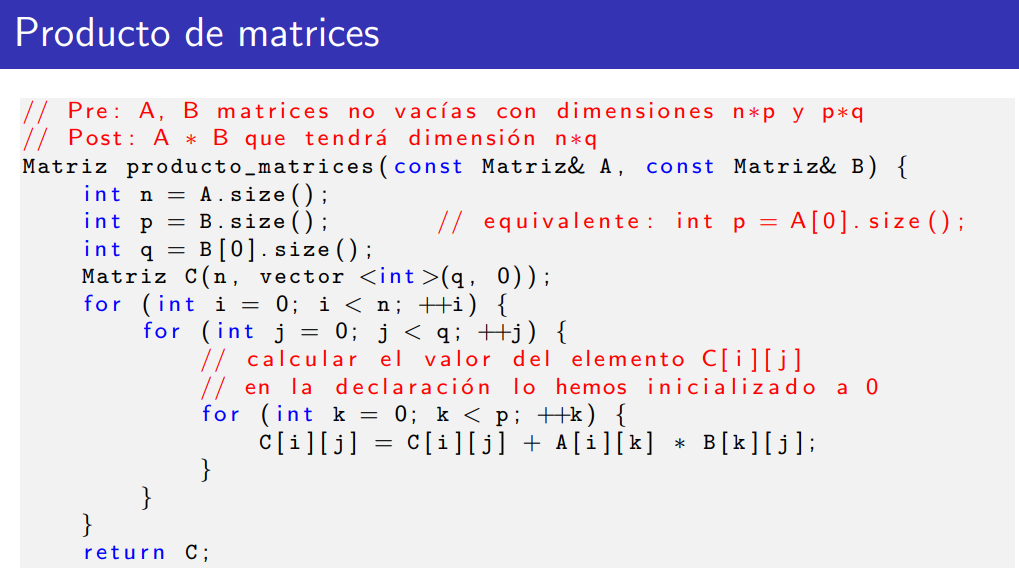 Producto de matrices
// Pre: A, B matrices no vacías con dimensiones n*p y p*q
// Post: A * B que tendrá dimensión n*q
Matriz producto_matrices(const Matriz& A, const Matriz& B) {
    int n = A.size();
    int p = B.size();        // equivalente: int p = A[0].size();
    int q = B[0].size();
    Matriz C(n, vector <int>(q, 0));
    for (int i = 0; i < n; ++i) {
        for (int j = 0; j < q; ++j) {
            // calcular el valor del elemento C[i][j]
            // en la declaración lo hemos inicializado a 0
            for (int k = 0; k < p; ++k) {
                C[i][j] = C[i][j] + A[i][k] * B[k][j];
            }
        }
    }
    return C;